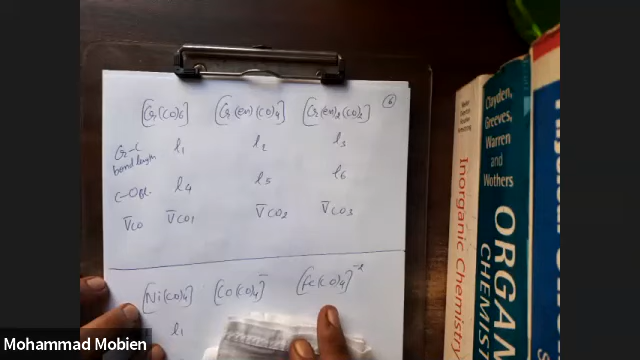 [Cr(CO)6] [Cr(en)(CO)4] [Cr(en)2(CO)2] 6
Cr-C
bond length
l1 l2 l3
C-O BL l4 l5 l6
ν̅CO ν̅CO1 ν̅CO2 ν̅CO3
[Ni(CO)4] [Co(CO)4]⁻ [Fe(CO)4]⁻²
l1
Inorganic Chemistry
Clayden,
Greeves,
Warren
and
Wothers
ORGANIC
CHEMISTRY
Mohammad Mobien